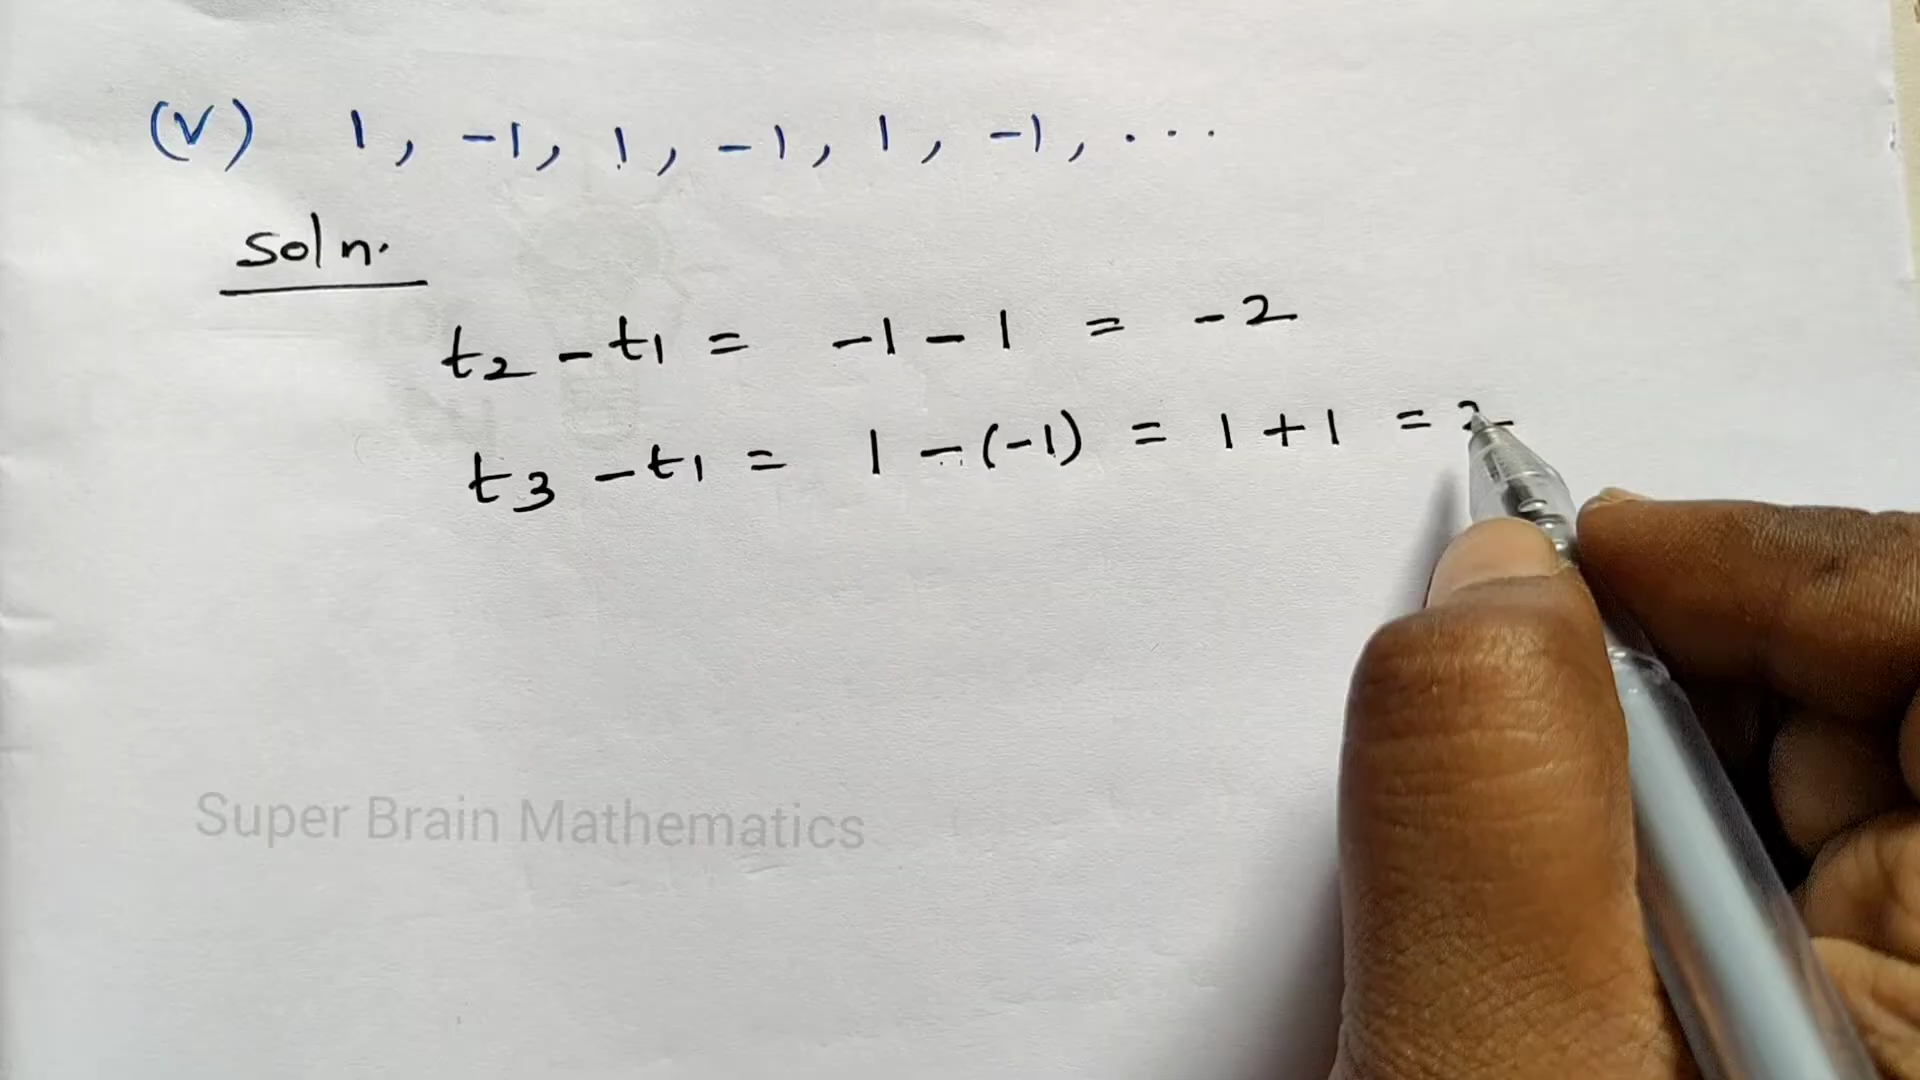 (v) 1, -1, 1, -1, 1, -1, ...
Soln.
t2 - t1 = -1 - 1 = -2
t3 - t1 = 1 - (-1) = 1 + 1 = 2
Super Brain Mathematics